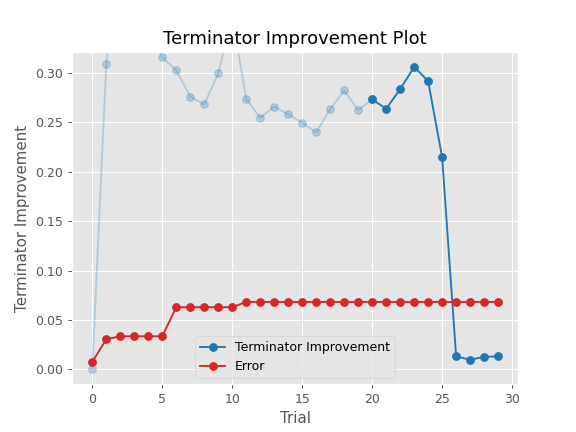 Terminator Improvement Plot
Terminator Improvement
0.30
0.25
0.20
0.15
0.10
0.05
0.00
Terminator Improvement
Error
0 5 10 15 20 25 30
Trial